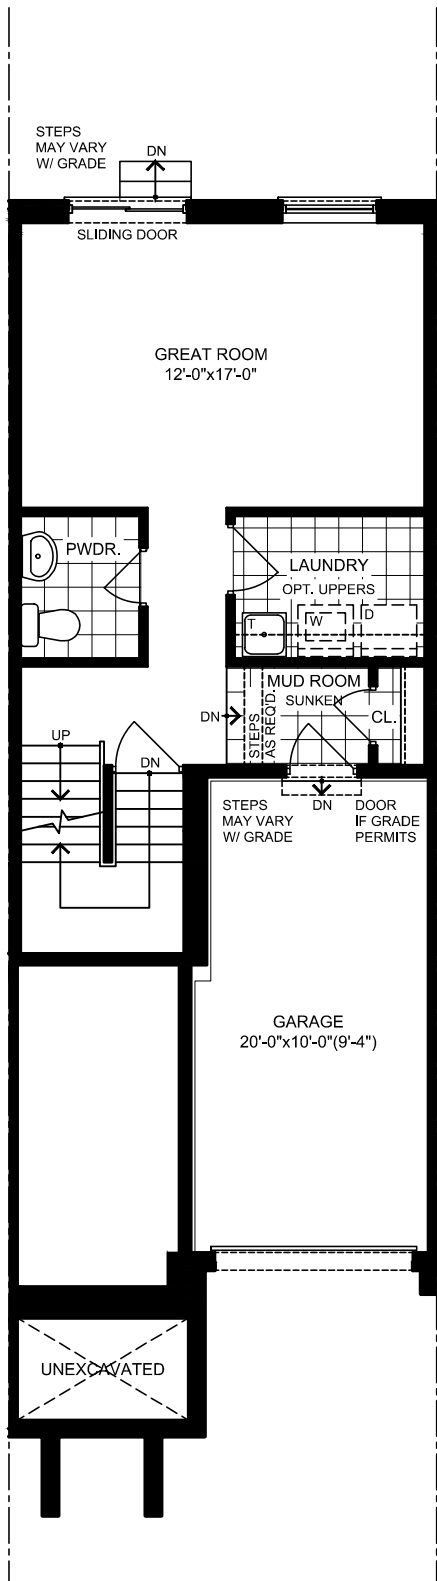 STEPS
MAY VARY
W/ GRADE
DN
SLIDING DOOR
GREAT ROOM
12'-0"x17'-0"
PWDR.
LAUNDRY
OPT. UPPERS
T
W
D
MUD ROOM
SUNKEN
CL.
DN
STEPS
AS REQ'D.
UP
DN
STEPS
MAY VARY
W/ GRADE
DN
DOOR
IF GRADE
PERMITS
GARAGE
20'-0"x10'-0"(9'-4")
UNEXCAVATED